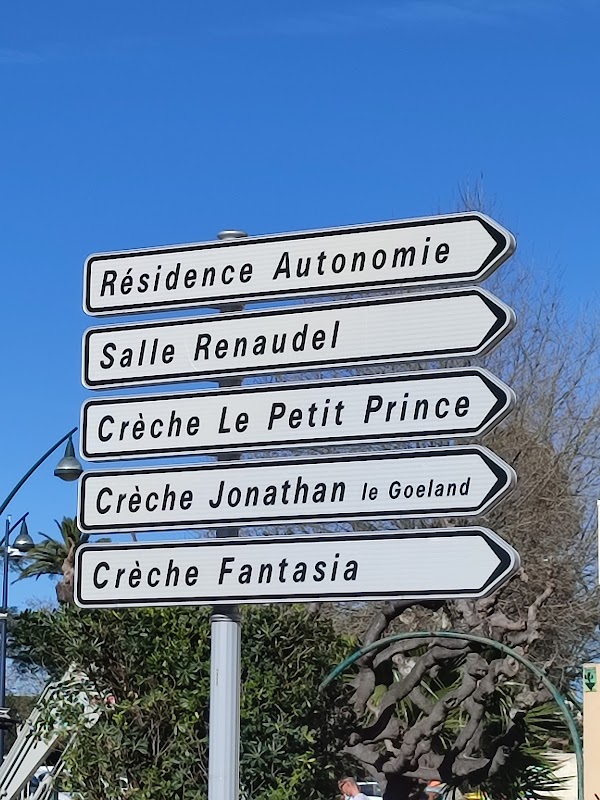 Résidence Autonomie
Salle Renaudel
Crèche Le Petit Prince
Crèche Jonathan le Goeland
Crèche Fantasia